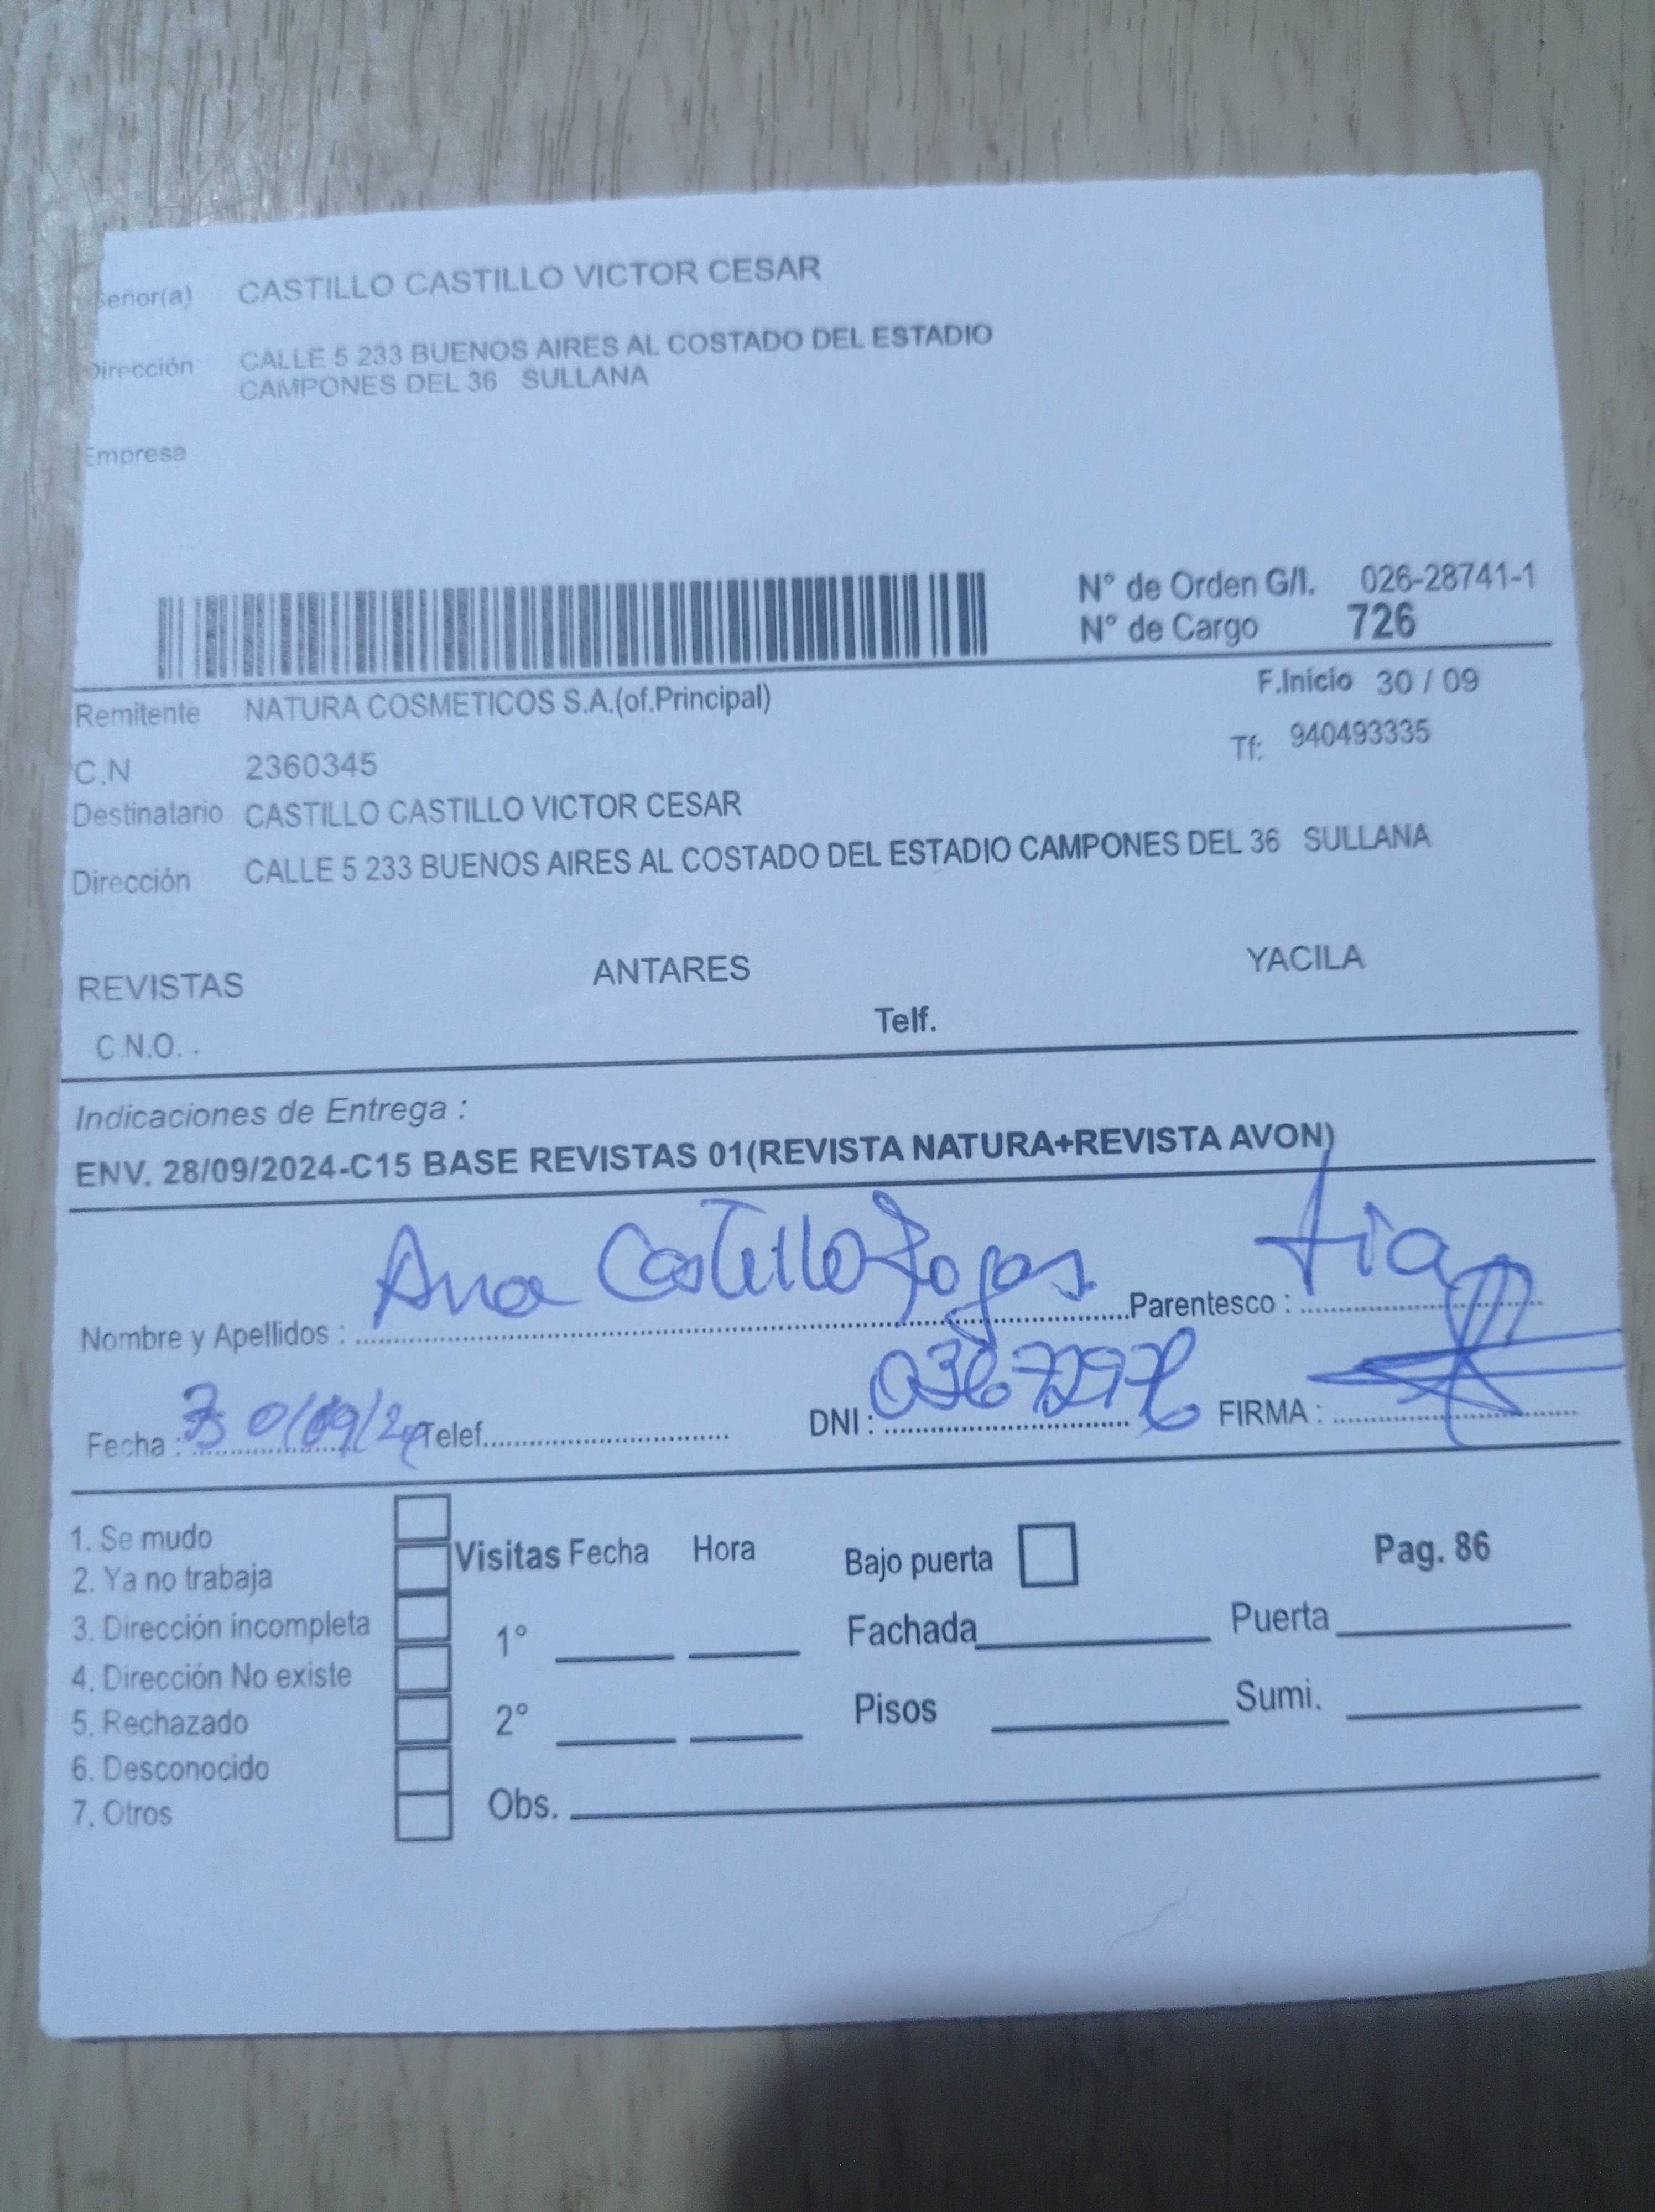 Señor(a) CASTILLO CASTILLO VICTOR CESAR
Dirección CALLE 5 233 BUENOS AIRES AL COSTADO DEL ESTADIO
CAMPONES DEL 36 SULLANA
Empresa
N° de Orden G/I. 026-28741-1
N° de Cargo 726
Remitente NATURA COSMETICOS S.A.(of.Principal) F.Inicio 30 / 09
C.N 2360345 Tf: 940493335
Destinatario CASTILLO CASTILLO VICTOR CESAR
Dirección CALLE 5 233 BUENOS AIRES AL COSTADO DEL ESTADIO CAMPONES DEL 36 SULLANA
REVISTAS ANTARES YACILA
C.N.O. . Telf.
Indicaciones de Entrega :
ENV. 28/09/2024-C15 BASE REVISTAS 01(REVISTA NATURA+REVISTA AVON)
Nombre y Apellidos : Ana Castillo Parentesco : tia
Fecha : 30/09/24 Telef. DNI : FIRMA :
1. Se mudo
2. Ya no trabaja Visitas Fecha Hora Bajo puerta Pag. 86
3. Dirección incompleta 1° Fachada Puerta
4. Dirección No existe
5. Rechazado 2° Pisos Sumi.
6. Desconocido
7. Otros Obs.